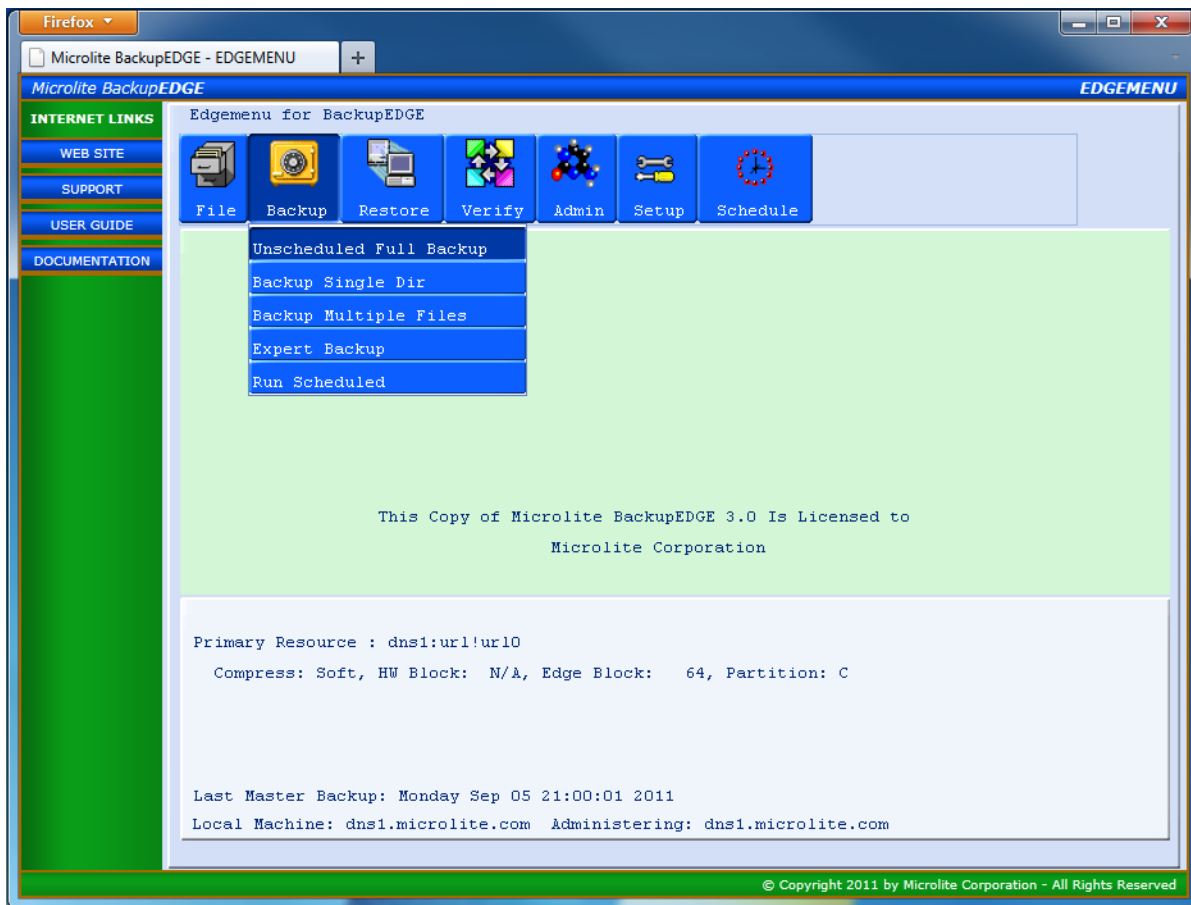 Firefox
Microlite BackupEDGE - EDGEMENU
Microlite BackupEDGE EDGEMENU
INTERNET LINKS
WEB SITE
SUPPORT
USER GUIDE
DOCUMENTATION
Edgemenu for BackupEDGE
File Backup Restore Verify Admin Setup Schedule
Unscheduled Full Backup
Backup Single Dir
Backup Multiple Files
Expert Backup
Run Scheduled
This Copy of Microlite BackupEDGE 3.0 Is Licensed to
Microlite Corporation
Primary Resource : dns1:url!url0
Compress: Soft, HW Block: N/A, Edge Block: 64, Partition: C
Last Master Backup: Monday Sep 05 21:00:01 2011
Local Machine: dns1.microlite.com Administering: dns1.microlite.com
© Copyright 2011 by Microlite Corporation - All Rights Reserved